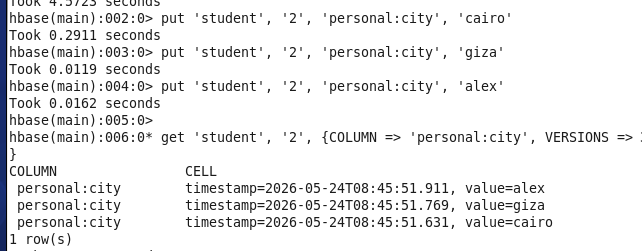 Took 4.5723 seconds
hbase(main):002:0> put 'student', '2', 'personal:city', 'cairo'
Took 0.2911 seconds
hbase(main):003:0> put 'student', '2', 'personal:city', 'giza'
Took 0.0119 seconds
hbase(main):004:0> put 'student', '2', 'personal:city', 'alex'
Took 0.0162 seconds
hbase(main):005:0>
hbase(main):006:0* get 'student', '2', {COLUMN => 'personal:city', VERSIONS =>
}
COLUMN CELL
personal:city timestamp=2026-05-24T08:45:51.911, value=alex
personal:city timestamp=2026-05-24T08:45:51.769, value=giza
personal:city timestamp=2026-05-24T08:45:51.631, value=cairo
1 row(s)